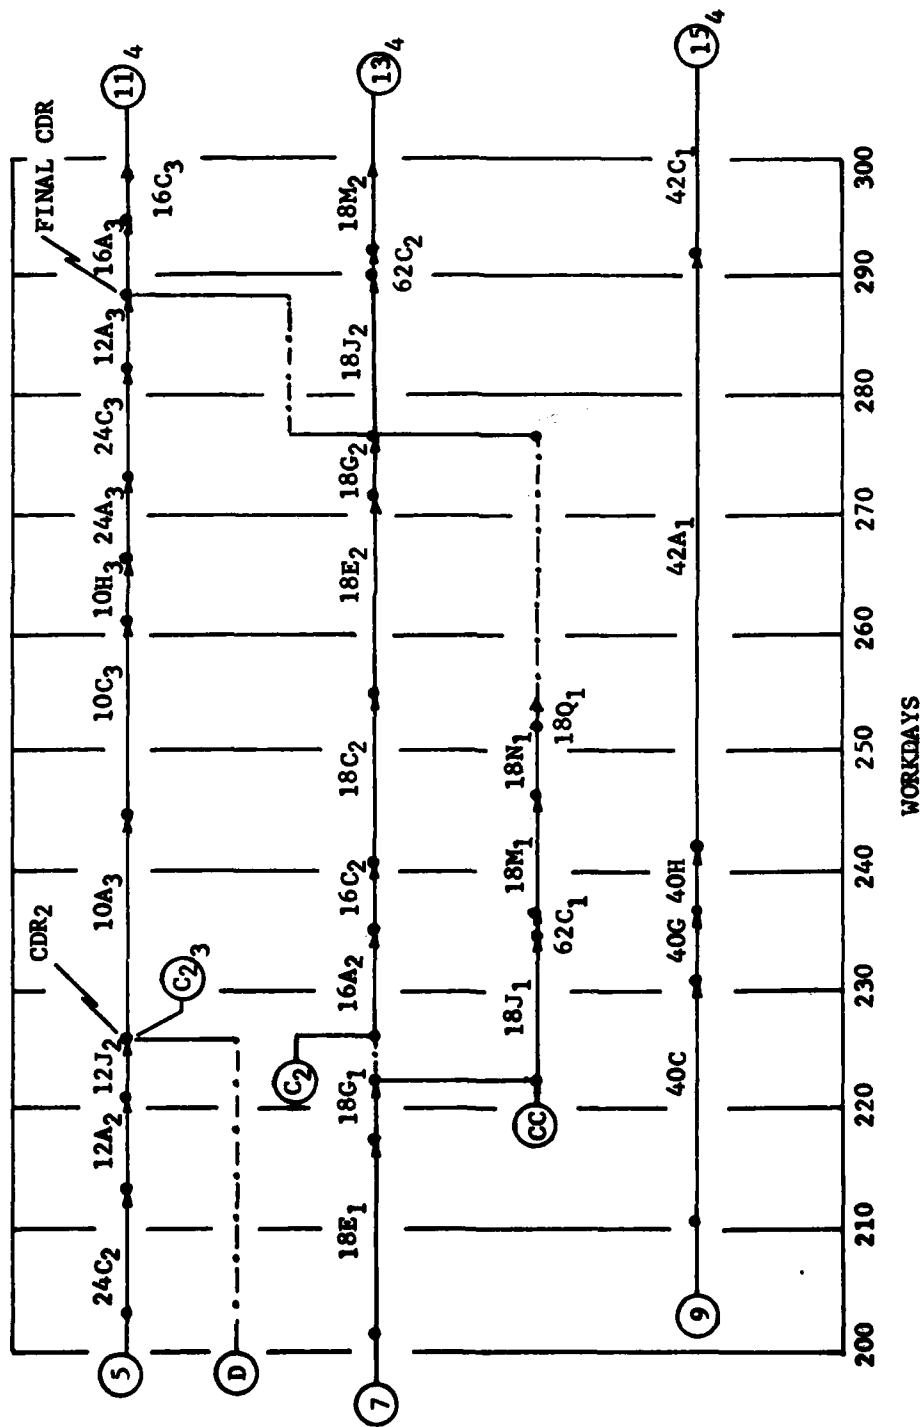 FINAL CDR
CDR₂
5
24C₂
12A₂
12J₂
10A₃
10C₃
10H₃
24A₃
24C₃
12A₃
16A₃
16C₃
11/4
C₂/3
D
C₂
7
18E₁
18G₁
16A₂
16C₂
18C₂
18E₂
18G₂
18J₂
62C₂
18M₂
13/4
CC
18J₁
62C₁
18M₁
18N₁
18Q₁
9
40C
40G
40H
42A₁
42C₁
15/4
200 210 220 230 240 250 260 270 280 290 300
WORKDAYS